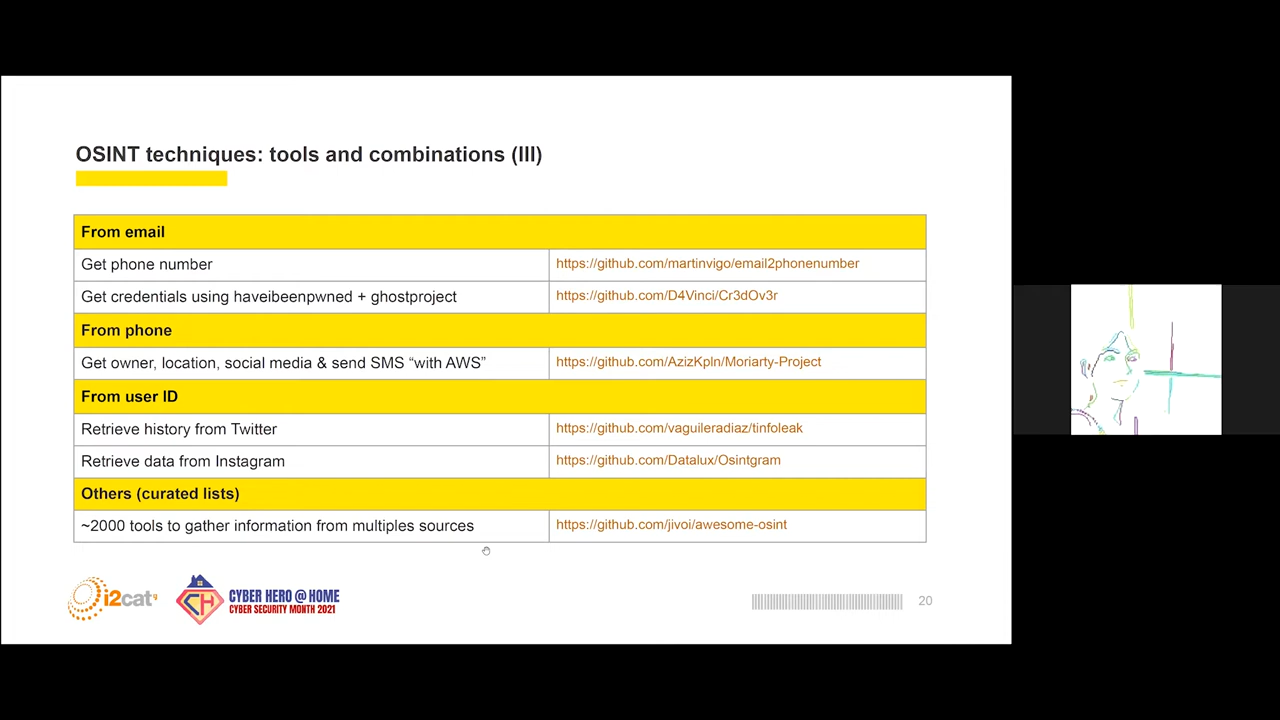 OSINT techniques: tools and combinations (III)
From email
Get phone number https://github.com/martinvigo/email2phonenumber
Get credentials using haveibeenpwned + ghostproject https://github.com/D4Vinci/Cr3dOv3r
From phone
Get owner, location, social media & send SMS “with AWS” https://github.com/AzizKpln/Moriarty-Project
From user ID
Retrieve history from Twitter https://github.com/vaguileradiaz/tinfoleak
Retrieve data from Instagram https://github.com/Datalux/Osintgram
Others (curated lists)
~2000 tools to gather information from multiples sources https://github.com/jivoi/awesome-osint
i2cat
CH
CYBER HERO @ HOME
CYBER SECURITY MONTH 2021
20